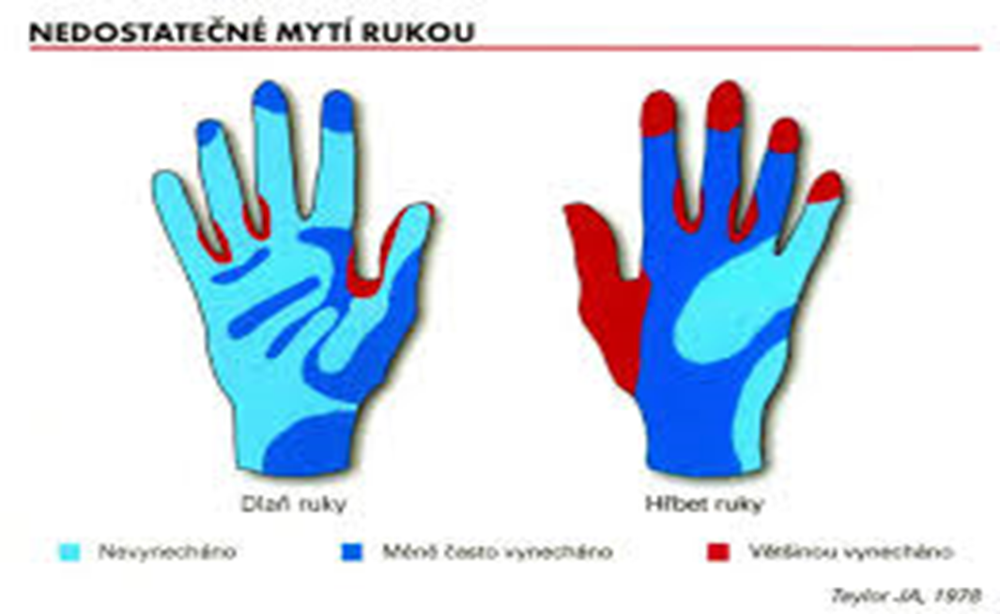 NEDOSTATEČNÉ MYTÍ RUKOU
Dlaň ruky
Hřbet ruky
Nevynecháno
Méně často vynecháno
Většinou vynecháno
Taylor JA, 1978